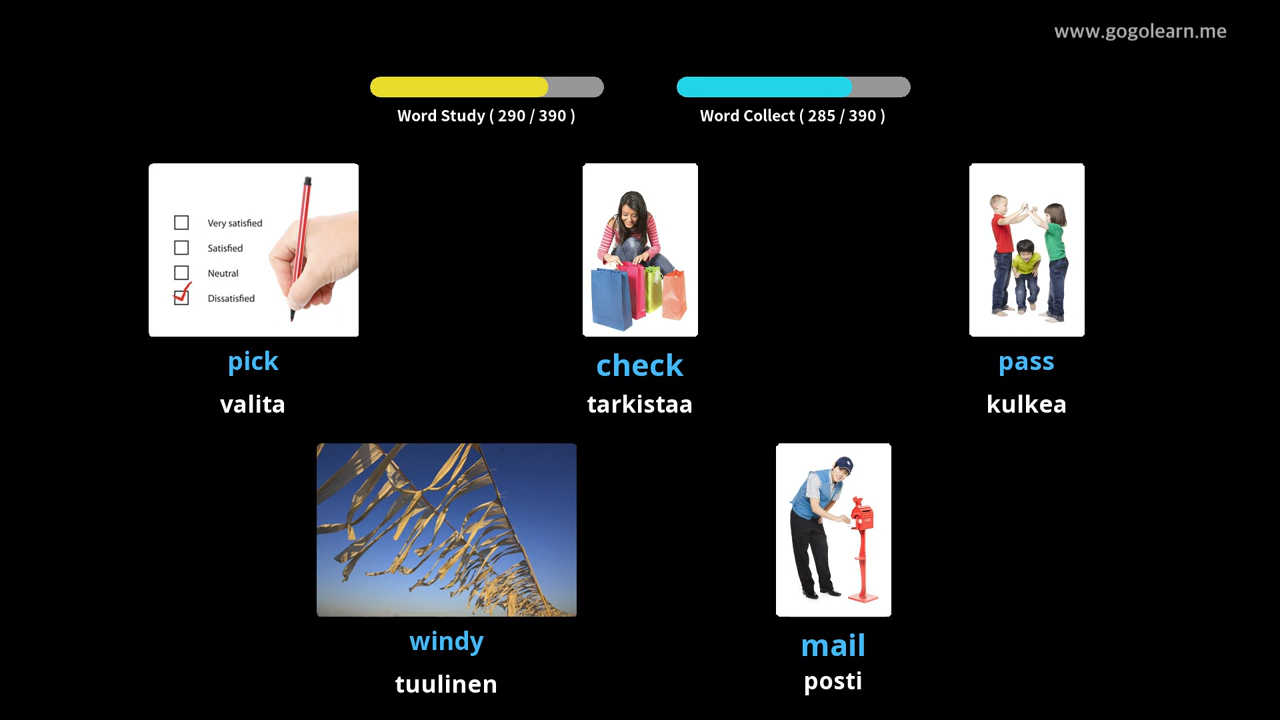 www.gogolearn.me
Word Study ( 290 / 390 )
Word Collect ( 285 / 390 )
Very satisfied
Satisfied
Neutral
Dissatisfied
pick
check
pass
valita
tarkistaa
kulkea
windy
mail
tuulinen
posti